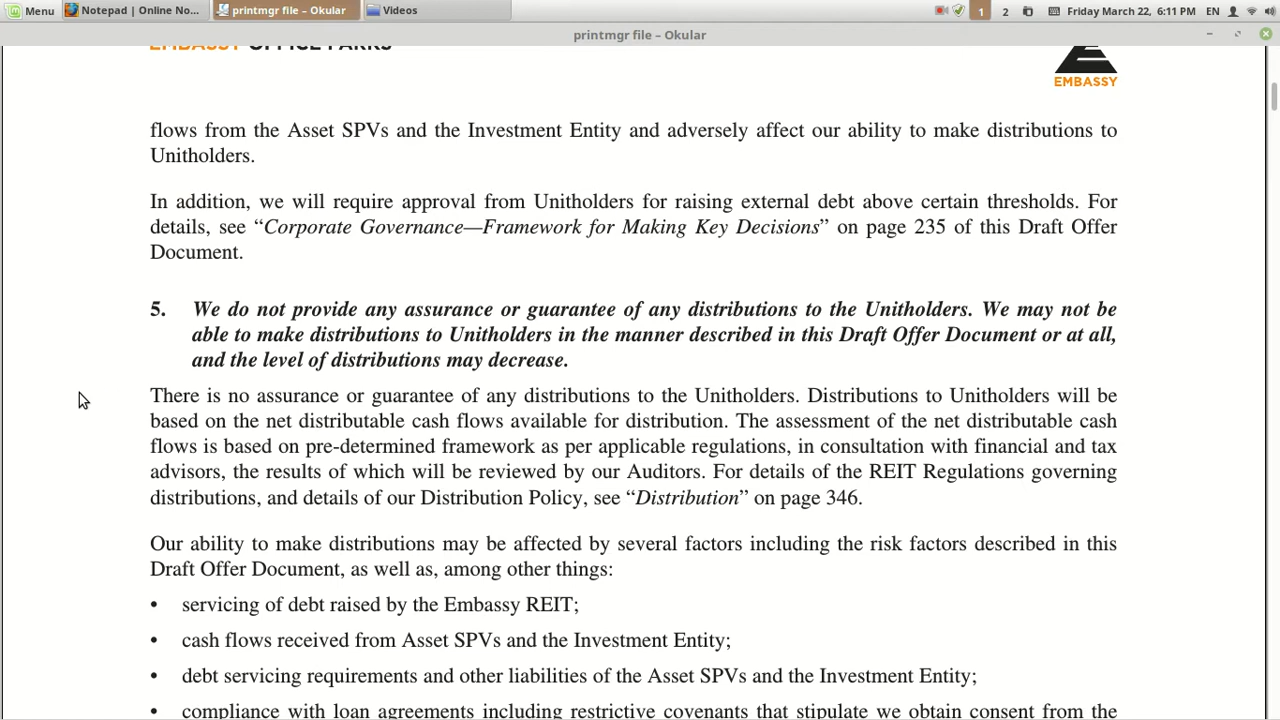 Menu
Notepad | Online No...
printmgr file – Okular
Videos
1
2
Friday March 22, 6:11 PM
EN
printmgr file – Okular
EMBASSY OFFICE PARKS
EMBASSY
flows from the Asset SPVs and the Investment Entity and adversely affect our ability to make distributions to
Unitholders.
In addition, we will require approval from Unitholders for raising external debt above certain thresholds. For
details, see “Corporate Governance—Framework for Making Key Decisions” on page 235 of this Draft Offer
Document.
5. We do not provide any assurance or guarantee of any distributions to the Unitholders. We may not be
able to make distributions to Unitholders in the manner described in this Draft Offer Document or at all,
and the level of distributions may decrease.
There is no assurance or guarantee of any distributions to the Unitholders. Distributions to Unitholders will be
based on the net distributable cash flows available for distribution. The assessment of the net distributable cash
flows is based on pre-determined framework as per applicable regulations, in consultation with financial and tax
advisors, the results of which will be reviewed by our Auditors. For details of the REIT Regulations governing
distributions, and details of our Distribution Policy, see “Distribution” on page 346.
Our ability to make distributions may be affected by several factors including the risk factors described in this
Draft Offer Document, as well as, among other things:
• servicing of debt raised by the Embassy REIT;
• cash flows received from Asset SPVs and the Investment Entity;
• debt servicing requirements and other liabilities of the Asset SPVs and the Investment Entity;
• compliance with loan agreements including restrictive covenants that stipulate we obtain consent from the